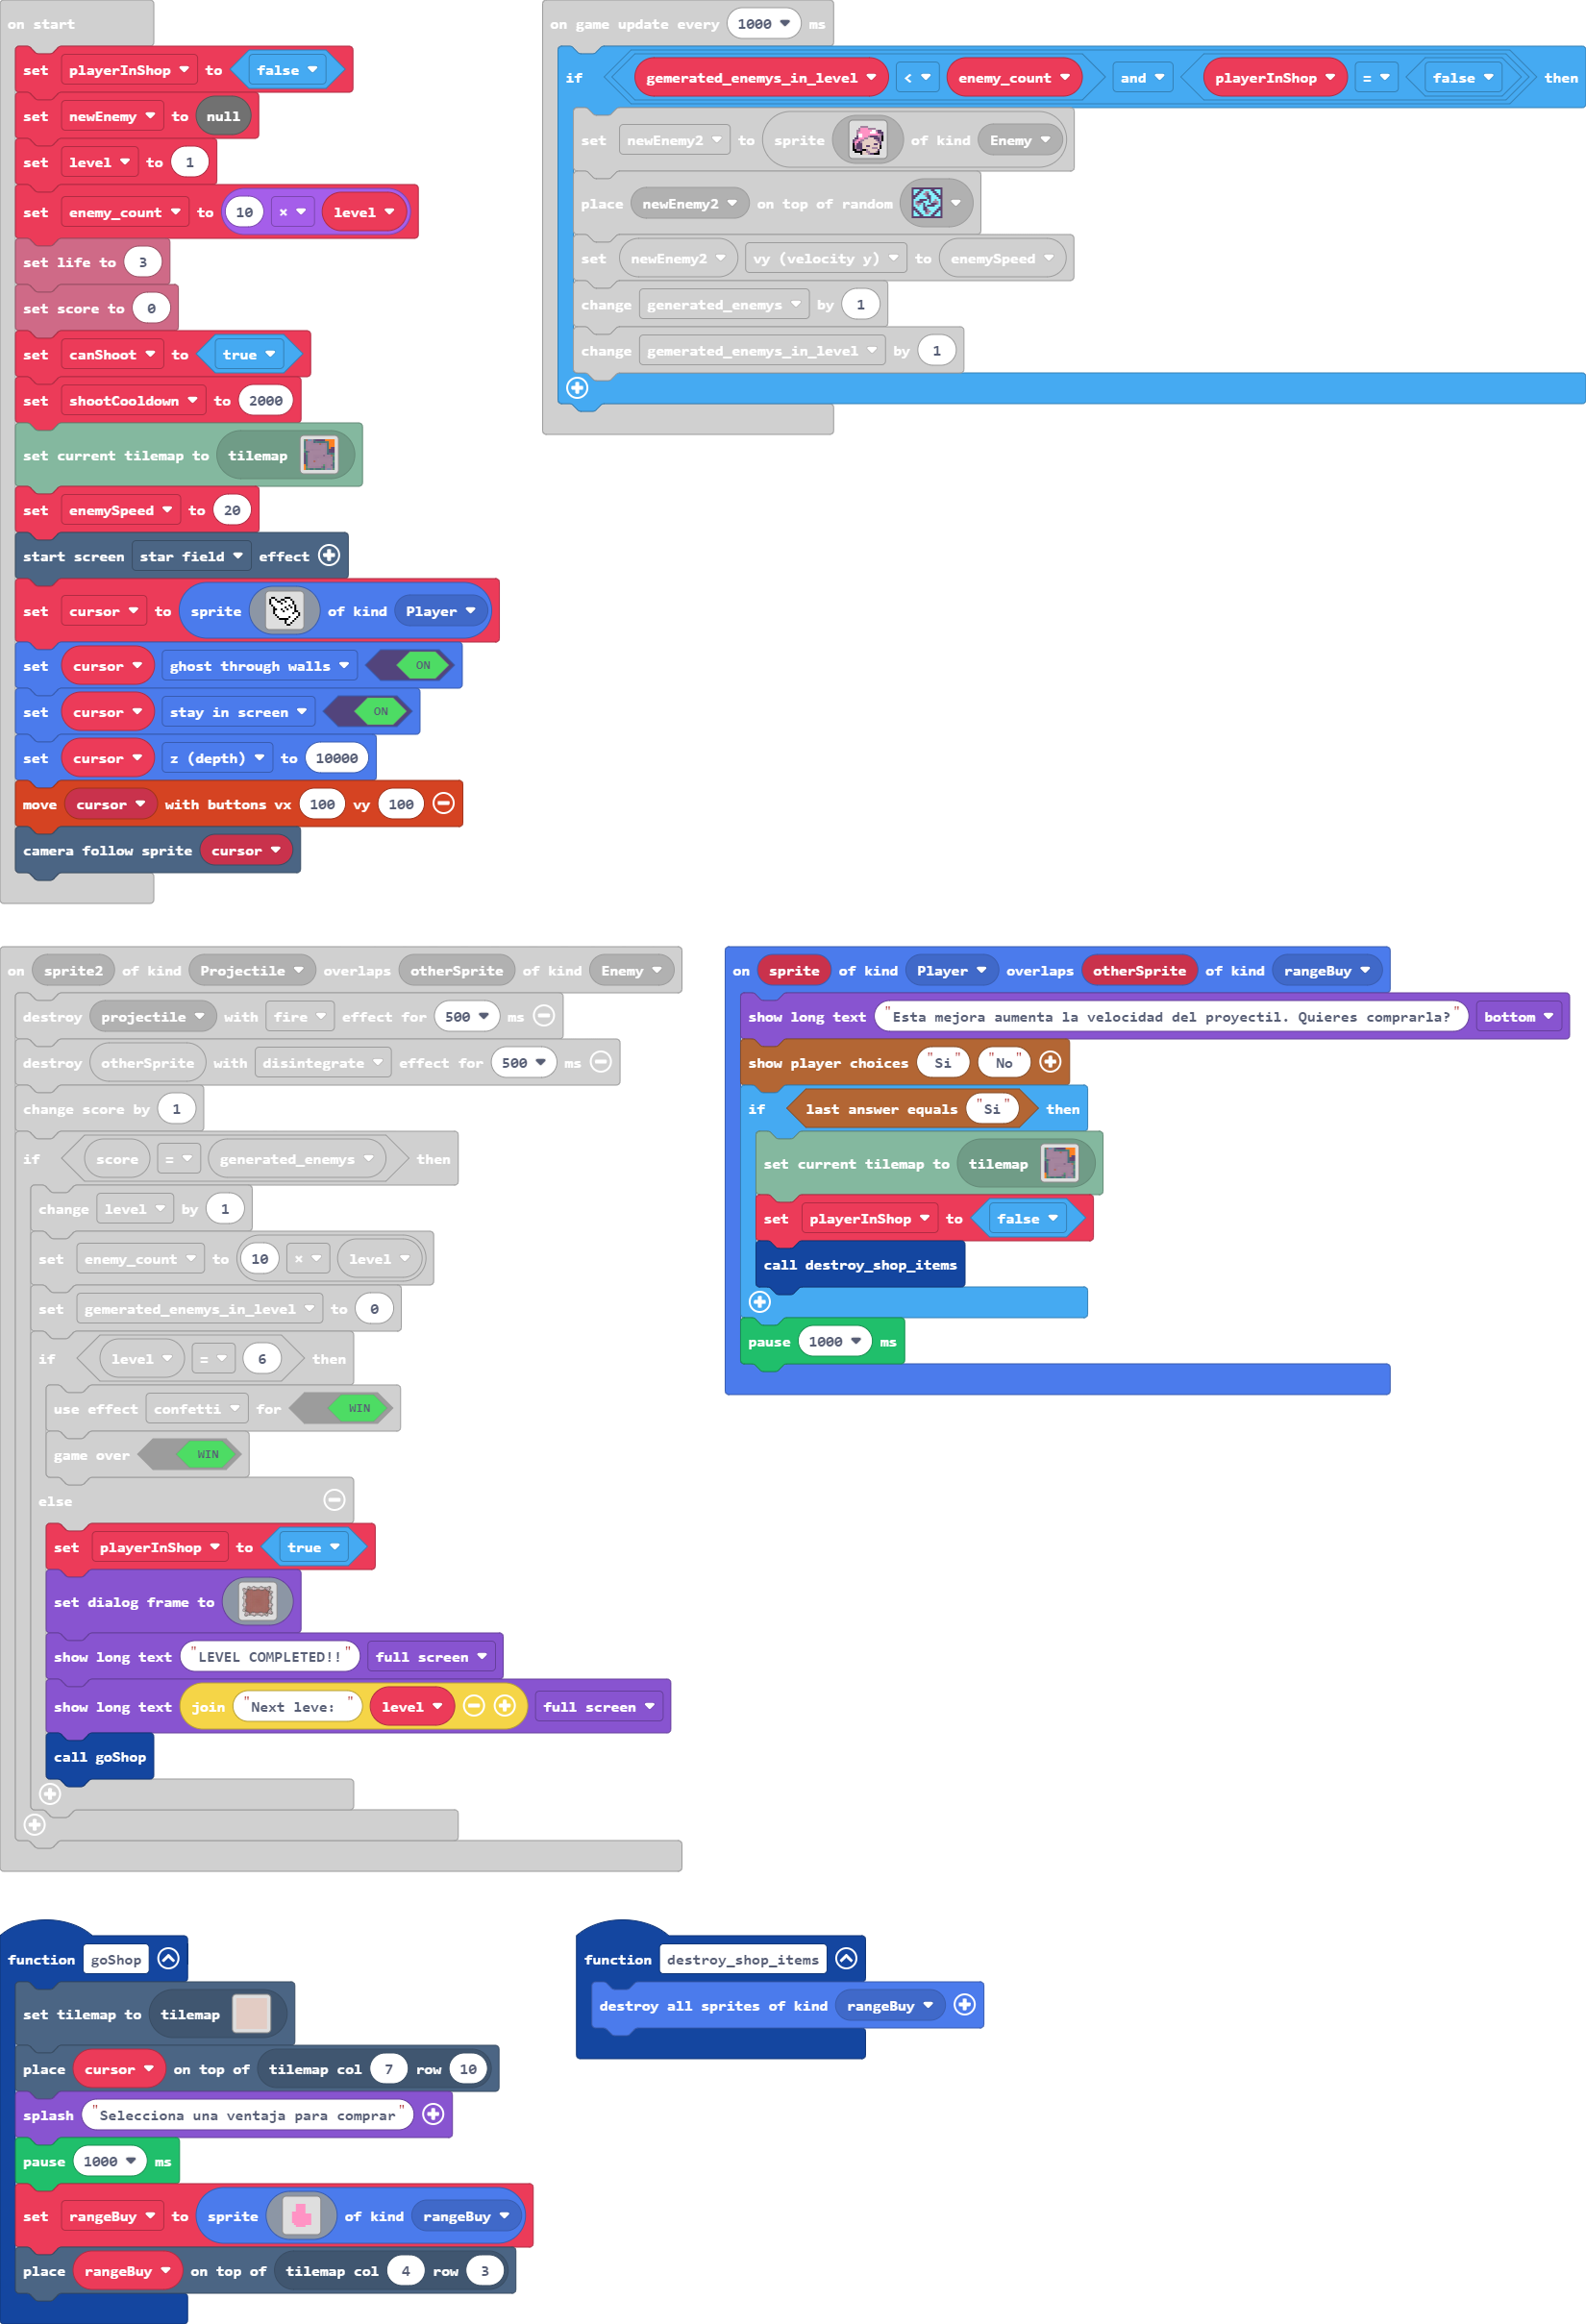 on start
set playerInShop to false
set newEnemy to null
set level to 1
set enemy_count to 10 × level
set life to 3
set score to 0
set canShoot to true
set shootCooldown to 2000
set current tilemap to tilemap
set enemySpeed to 20
start screen star field effect
set cursor to sprite of kind Player
set cursor ghost through walls ON
set cursor stay in screen ON
set cursor z (depth) to 10000
move cursor with buttons vx 100 vy 100
camera follow sprite cursor
on game update every 1000 ms
if gemerated_enemys_in_level < enemy_count and playerInShop = false then
set newEnemy2 to sprite of kind Enemy
place newEnemy2 on top of random
set newEnemy2 vy (velocity y) to enemySpeed
change generated_enemys by 1
change gemerated_enemys_in_level by 1
on sprite2 of kind Projectile overlaps otherSprite of kind Enemy
destroy projectile with fire effect for 500 ms
destroy otherSprite with disintegrate effect for 500 ms
change score by 1
if score = generated_enemys then
change level by 1
set enemy_count to 10 × level
set gemerated_enemys_in_level to 0
if level = 6 then
use effect confetti for WIN
game over WIN
else
set playerInShop to true
set dialog frame to
show long text "LEVEL COMPLETED!!" full screen
show long text join "Next leve: " level full screen
call goShop
on sprite of kind Player overlaps otherSprite of kind rangeBuy
show long text "Esta mejora aumenta la velocidad del proyectil. Quieres comprarla?" bottom
show player choices "Si" "No"
if last answer equals "Si" then
set current tilemap to tilemap
set playerInShop to false
call destroy_shop_items
pause 1000 ms
function goShop
set tilemap to tilemap
place cursor on top of tilemap col 7 row 10
splash "Selecciona una ventaja para comprar"
pause 1000 ms
set rangeBuy to sprite of kind rangeBuy
place rangeBuy on top of tilemap col 4 row 3
function destroy_shop_items
destroy all sprites of kind rangeBuy